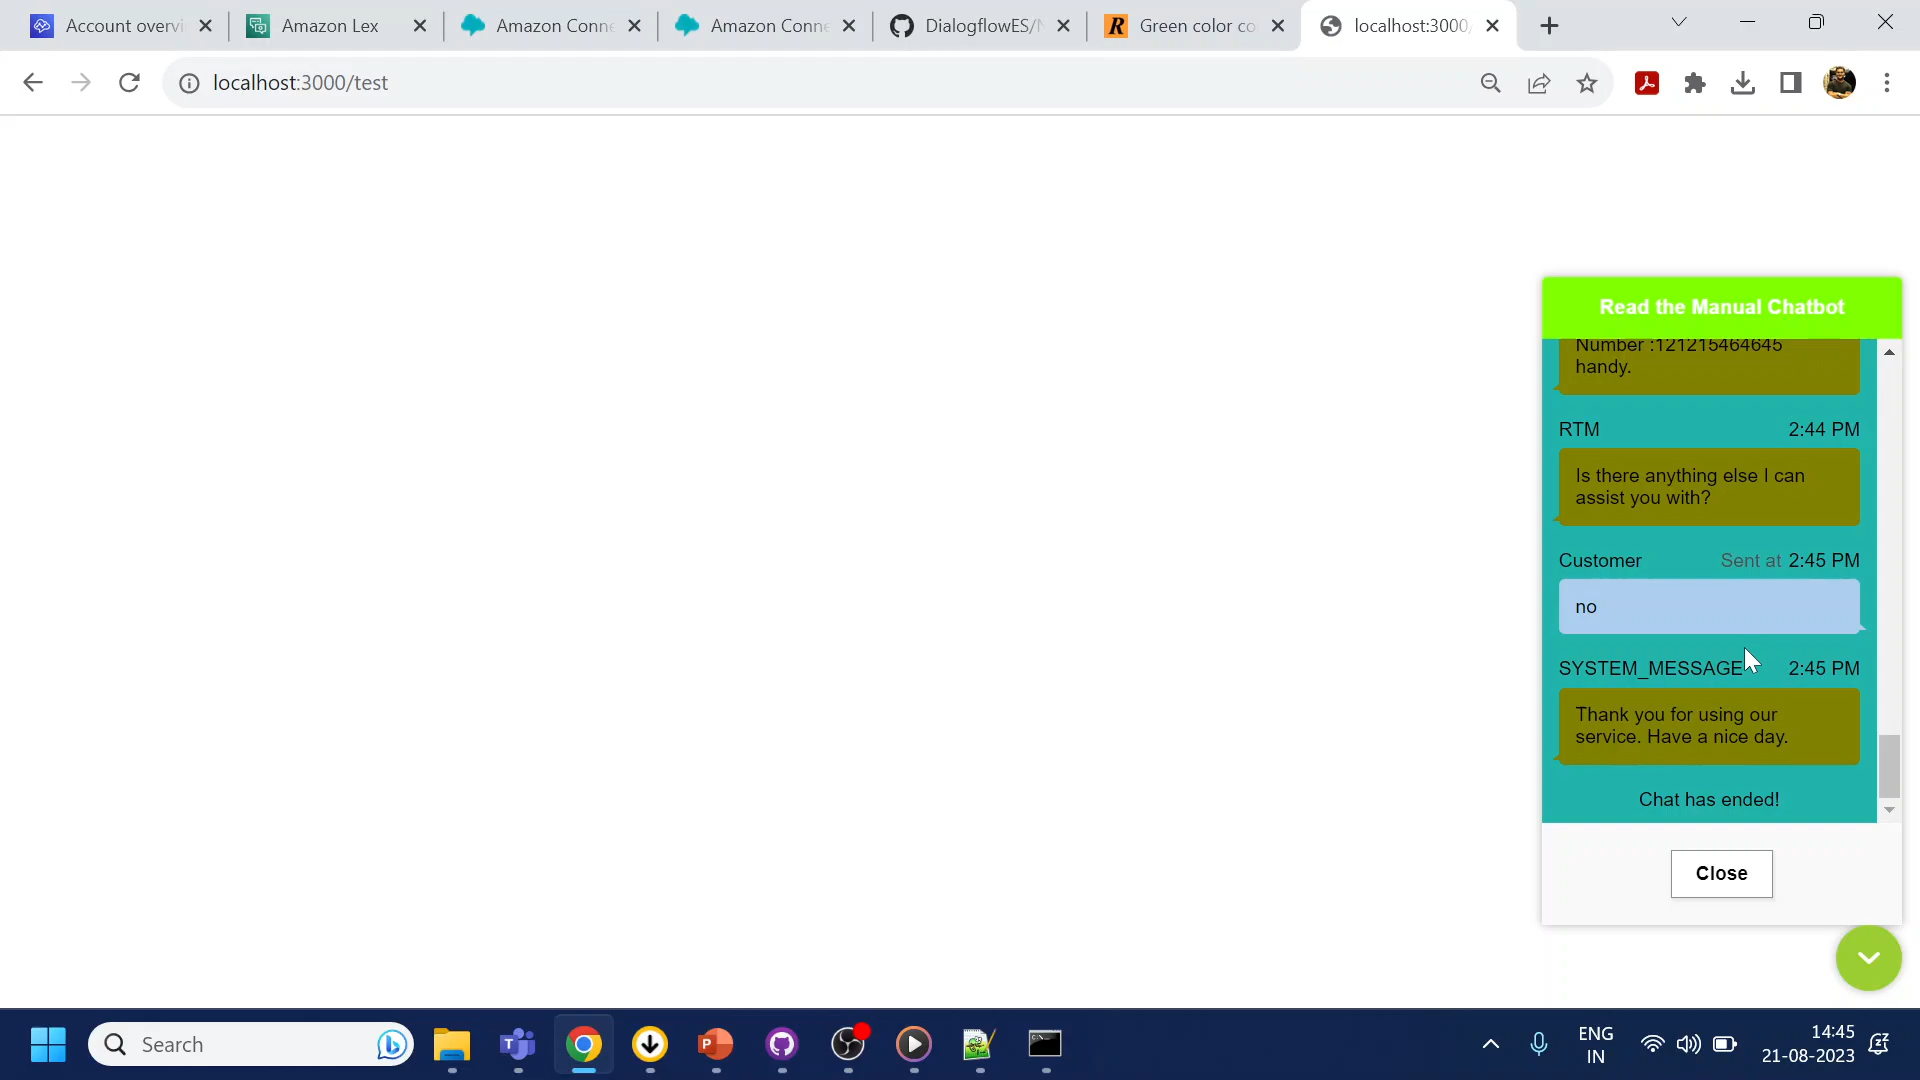 Account overvi
Amazon Lex
Amazon Conne
Amazon Conne
DialogflowES/N
Green color co
localhost:3000/
localhost:3000/test
Read the Manual Chatbot
Number :121215464645
handy.
RTM 2:44 PM
Is there anything else I can
assist you with?
Customer Sent at 2:45 PM
no
SYSTEM_MESSAGE 2:45 PM
Thank you for using our
service. Have a nice day.
Chat has ended!
Close
Search
ENG
IN
14:45
21-08-2023